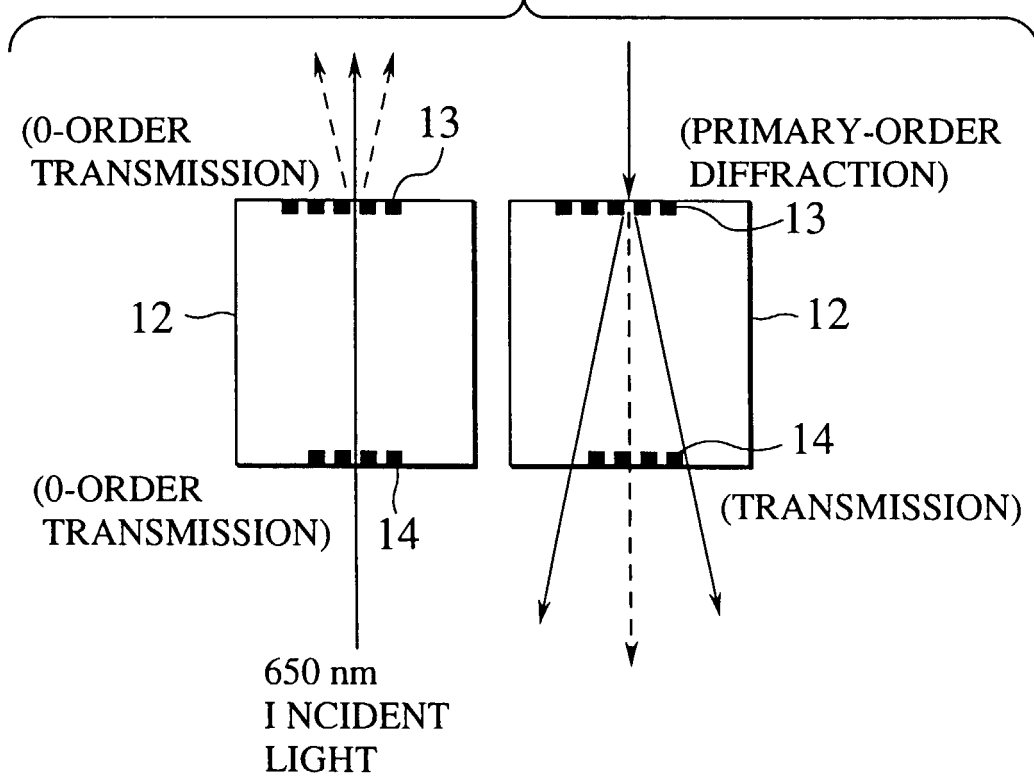 (0-ORDER
TRANSMISSION)
13
(PRIMARY-ORDER
DIFFRACTION)
13
12
12
14
(0-ORDER
TRANSMISSION)
14
(TRANSMISSION)
650 nm
I NCIDENT
LIGHT